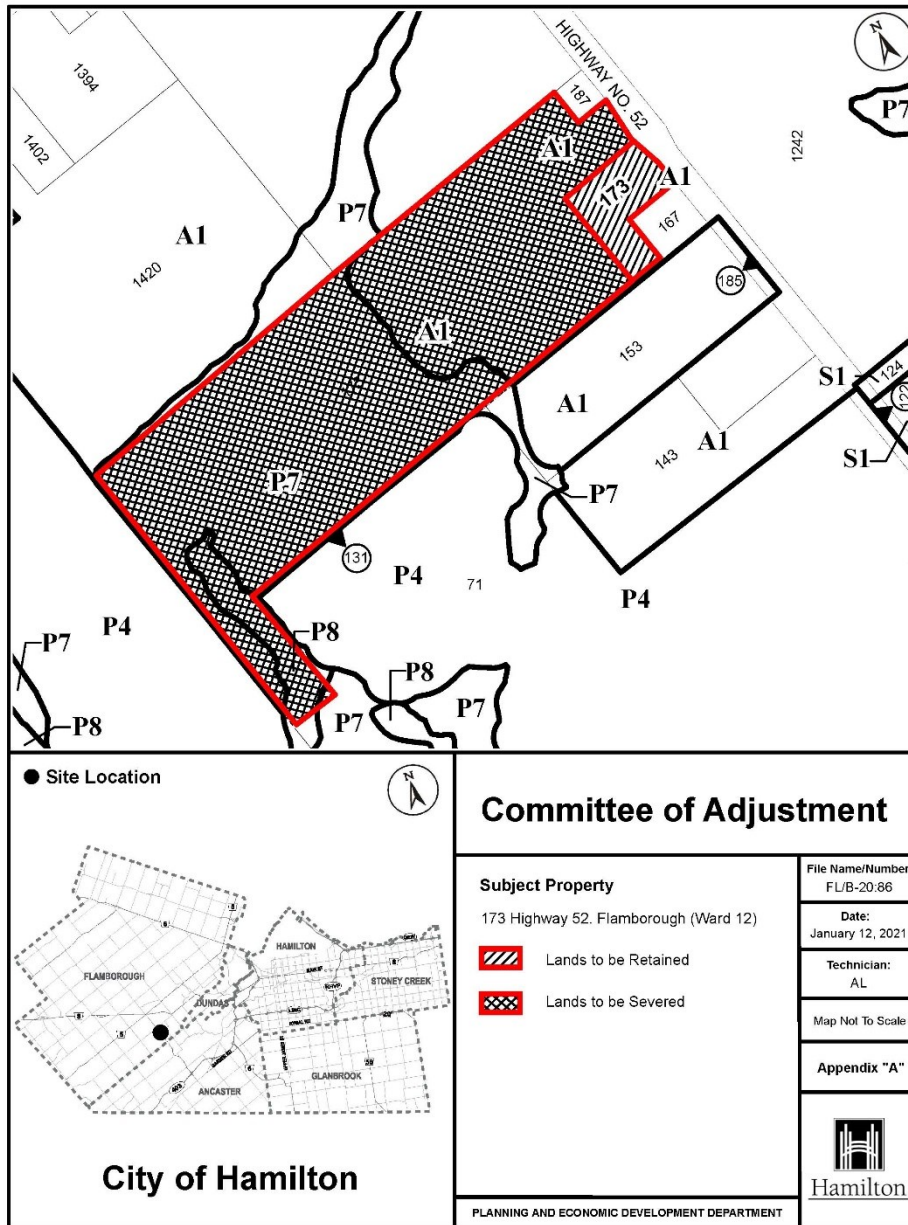 HIGHWAY NO. 52
N
1394
1402
187
P7
1242
A1
A1
173
P7
167
A1
1420
185
A1
153
S1
124
122
A1
A1
143
S1
P7
P7
131
P4
71
P4
P4
P8
P7
P8
P7
P8
P7
Site Location
N
FLAMBOROUGH
HAMILTON
DUNDAS
STONEY CREEK
ANCASTER
GLANBROOK
City of Hamilton
Committee of Adjustment
Subject Property
173 Highway 52. Flamborough (Ward 12)
Lands to be Retained
Lands to be Severed
File Name/Number
FL/B-20:86
Date:
January 12, 2021
Technician:
AL
Map Not To Scale
Appendix "A"
Hamilton
PLANNING AND ECONOMIC DEVELOPMENT DEPARTMENT